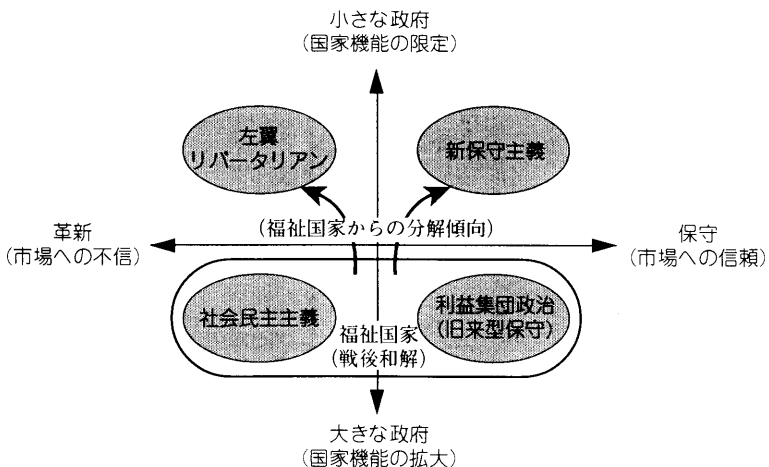 小さな政府
(国家機能の限定)
左翼
リバータリアン
新保守主義
(福祉国家からの分解傾向)
革新
(市場への不信)
保守
(市場への信頼)
社会民主主義
利益集団政治
(旧来型保守)
福祉国家
(戦後和解)
大きな政府
(国家機能の拡大)